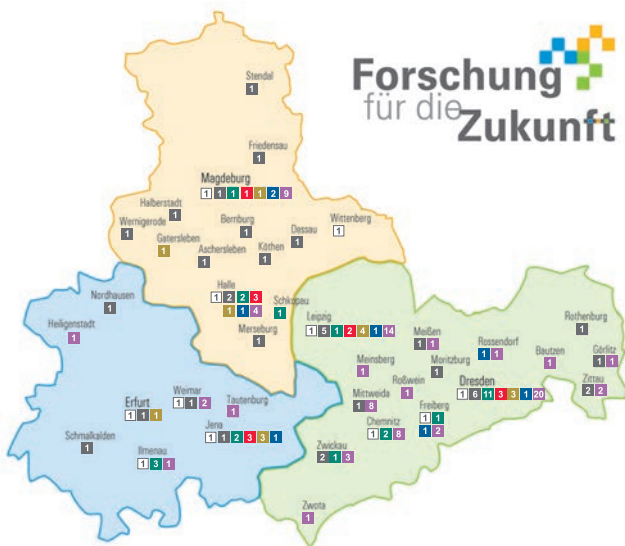 Forschung
für die
Zukunft
Stendal
1
Friedensau
1
Magdeburg
1 1 1 1 1 2 9
Halberstadt
1
Wernigerode
1
Gatersleben
1
Bernburg
1
Aschersleben
1
Köthen
1
Dessau
1
Wittenberg
1
Halle
1 2 2 3
1 1 4
Schkopau
1
Merseburg
1
Nordhausen
1
Heiligenstadt
1
Weimar
1 1 2
Erfurt
1 1 1
Tautenburg
1
Jena
1 1 2 3 3 1
Schmalkalden
1
Ilmenau
1 3 1
Leipzig
1 5 1 2 4 1 14
Meißen
1 1
Rothenburg
1
Rossendorf
1 1
Meinsberg
1
Moritzburg
1
Bautzen
1
Görlitz
1 1
Roßwein
1
Dresden
1 6 11 3 3 1 20
Zittau
2 2
Mittweida
1 8
Freiberg
1 1
1 2
Chemnitz
1 2 8
Zwickau
2 1 3
Zwota
1